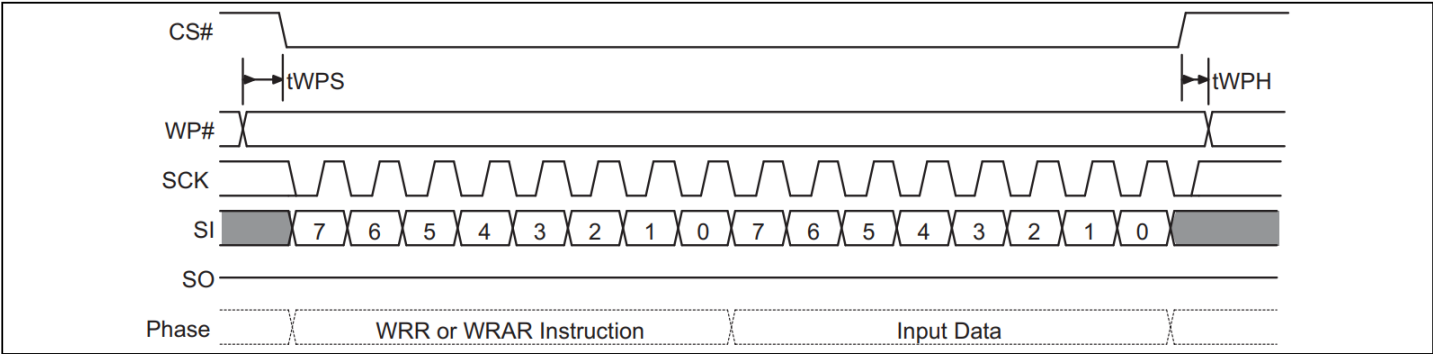 CS#
tWPS tWPH
WP#
SCK
SI 7 6 5 4 3 2 1 0 7 6 5 4 3 2 1 0
SO
Phase WRR or WRAR Instruction Input Data